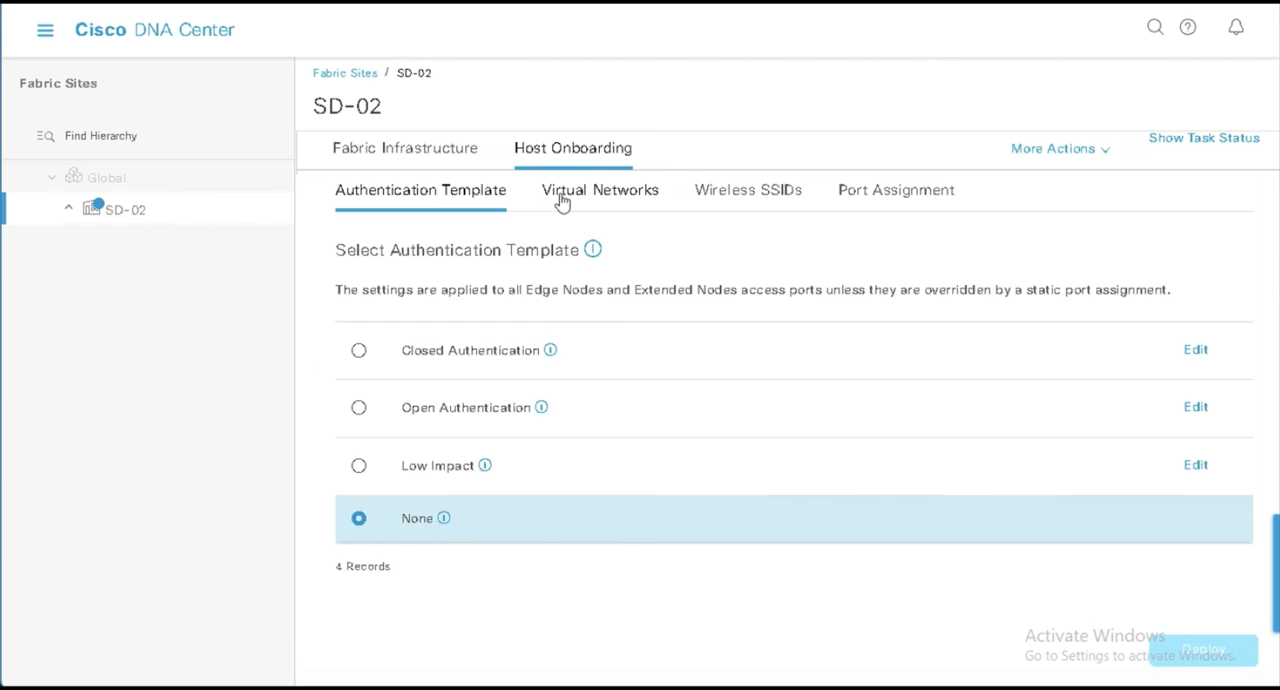 Cisco DNA Center
Fabric Sites
Find Hierarchy
Global
SD-02
Fabric Sites / SD-02
SD-02
Fabric Infrastructure Host Onboarding More Actions Show Task Status
Authentication Template Virtual Networks Wireless SSIDs Port Assignment
Select Authentication Template
The settings are applied to all Edge Nodes and Extended Nodes access ports unless they are overridden by a static port assignment.
Closed Authentication Edit
Open Authentication Edit
Low Impact Edit
None
4 Records
Activate Windows
Go to Settings to activate Windows.
Deploy